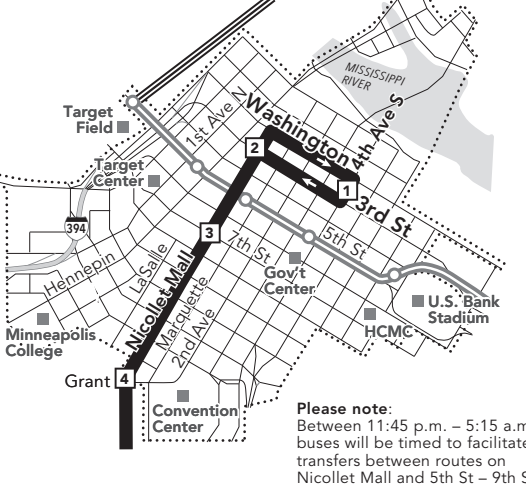 MISSISSIPPI
RIVER
Target
Field
1st Ave N
Washington
4th Ave S
2
Target
Center
1
3rd St
394
3
5th St
7th St
Hennepin
LaSalle
Gov't
Center
Nicollet Mall
Marquette
2nd Ave
U.S. Bank
Stadium
HCMC
Minneapolis
College
Grant
4
Convention
Center
Please note:
Between 11:45 p.m. – 5:15 a.m
buses will be timed to facilitate
transfers between routes on
Nicollet Mall and 5th St – 9th S